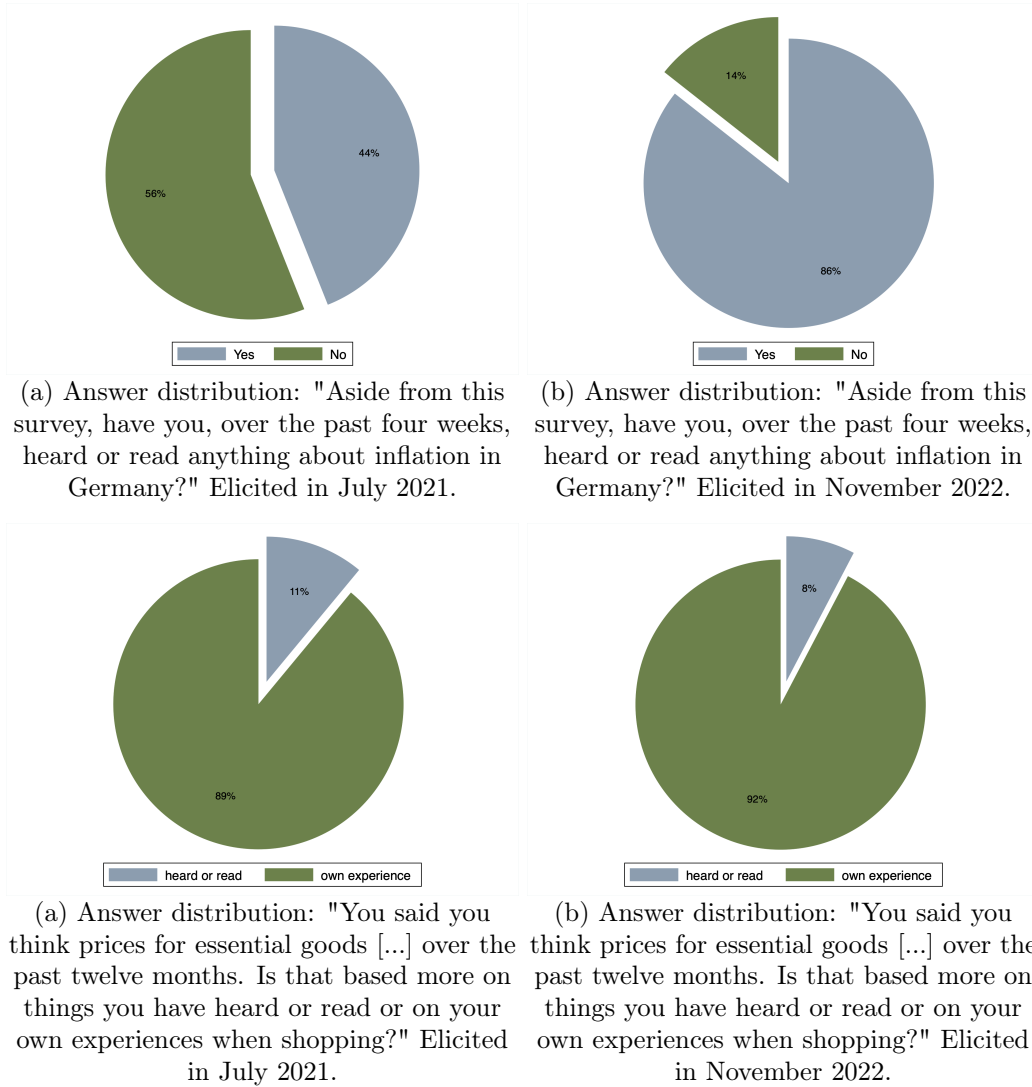 44%
56%
Yes No
(a) Answer distribution: "Aside from this
survey, have you, over the past four weeks,
heard or read anything about inflation in
Germany?" Elicited in July 2021.
14%
86%
Yes No
(b) Answer distribution: "Aside from this
survey, have you, over the past four weeks,
heard or read anything about inflation in
Germany?" Elicited in November 2022.
11%
89%
heard or read own experience
(a) Answer distribution: "You said you
think prices for essential goods [...] over the
past twelve months. Is that based more on
things you have heard or read or on your
own experiences when shopping?" Elicited
in July 2021.
8%
92%
heard or read own experience
(b) Answer distribution: "You said you
think prices for essential goods [...] over the
past twelve months. Is that based more on
things you have heard or read or on your
own experiences when shopping?" Elicited
in November 2022.